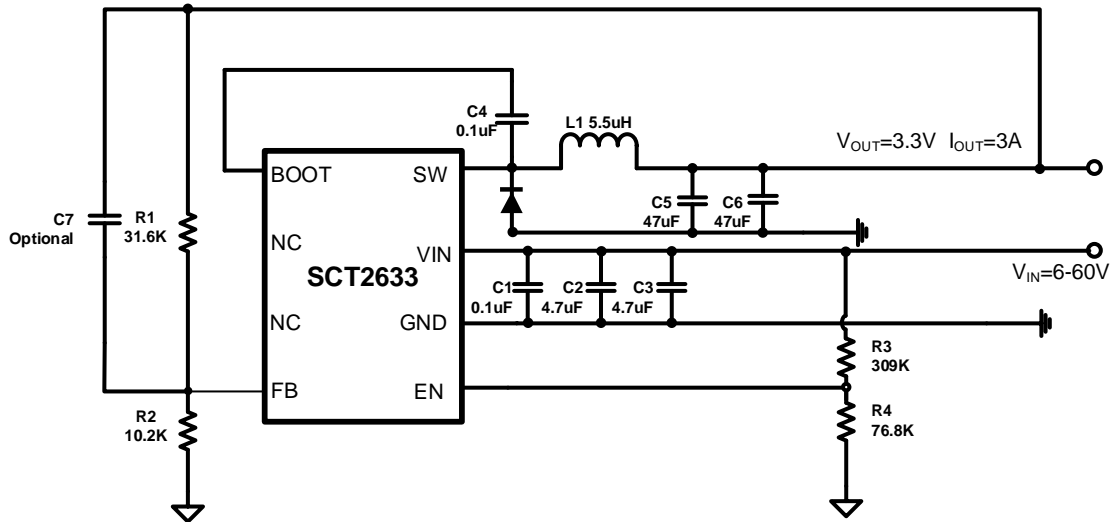 C4
0.1uF
L1 5.5uH
VOUT=3.3V IOUT=3A
BOOT
SW
C7
Optional
R1
31.6K
C5
47uF
C6
47uF
NC
VIN
SCT2633
VIN=6-60V
C1
0.1uF
C2
4.7uF
C3
4.7uF
NC
GND
R3
309K
FB
EN
R2
10.2K
R4
76.8K